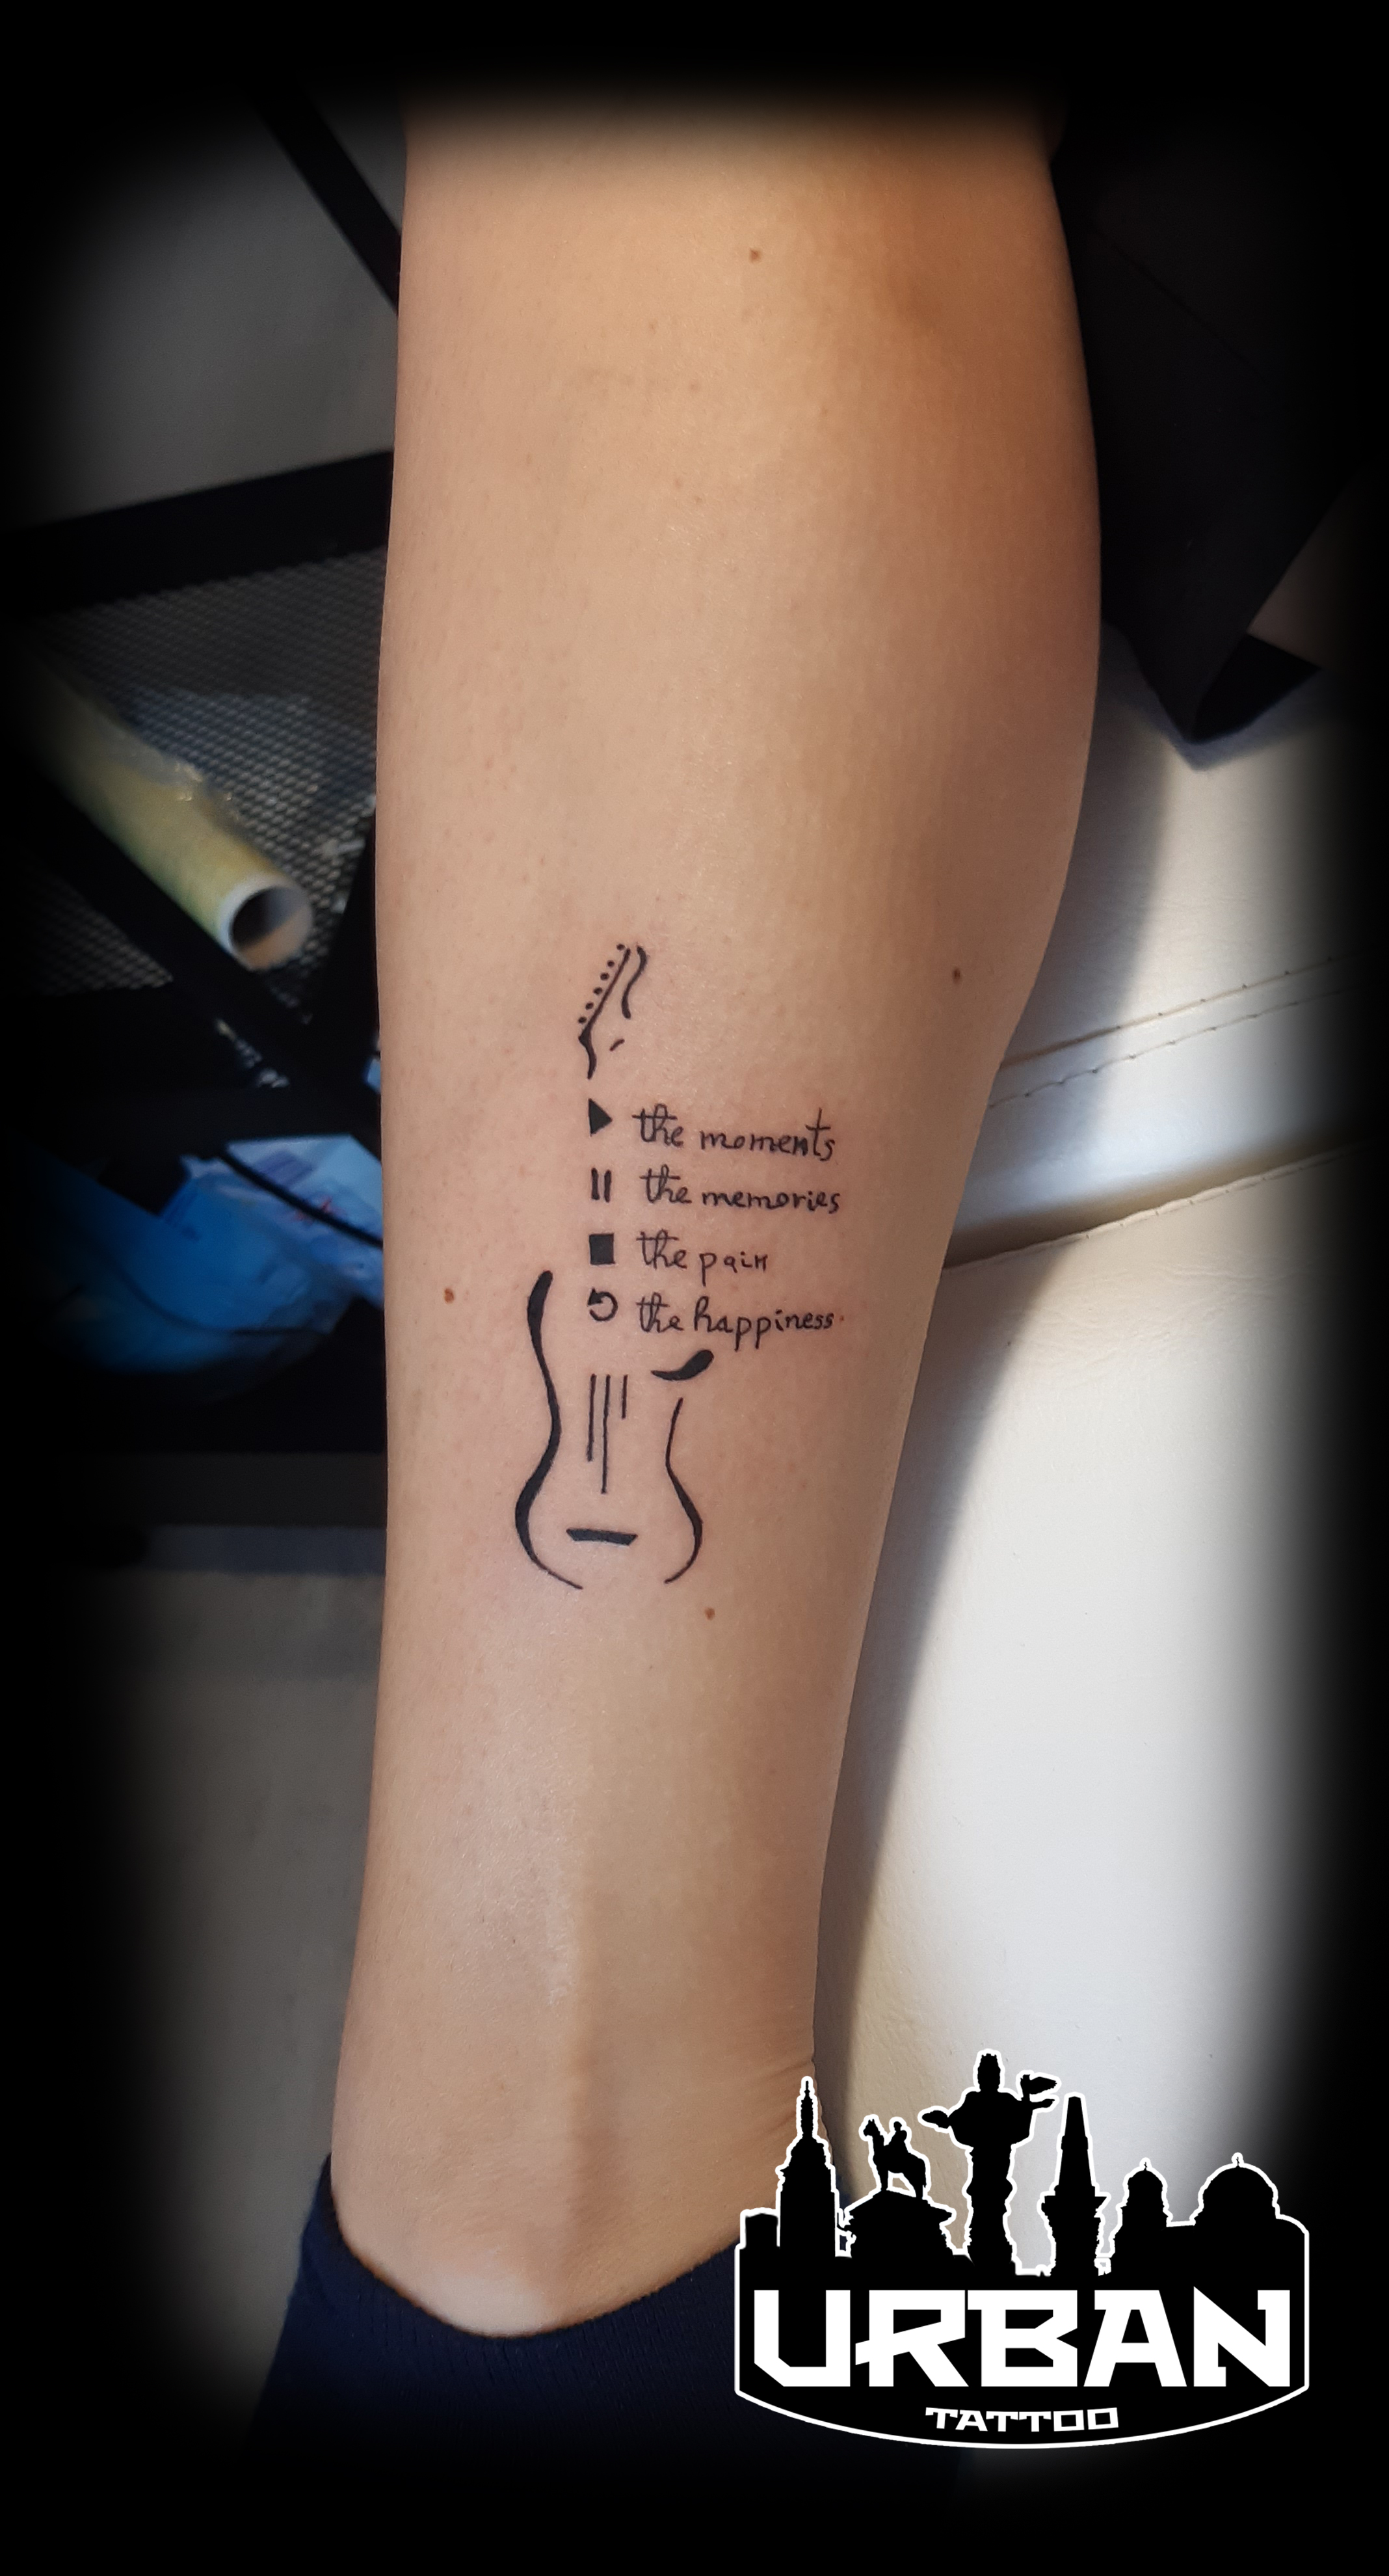 the moments
the memories
the pain
the happiness
URBAN
TATTOO